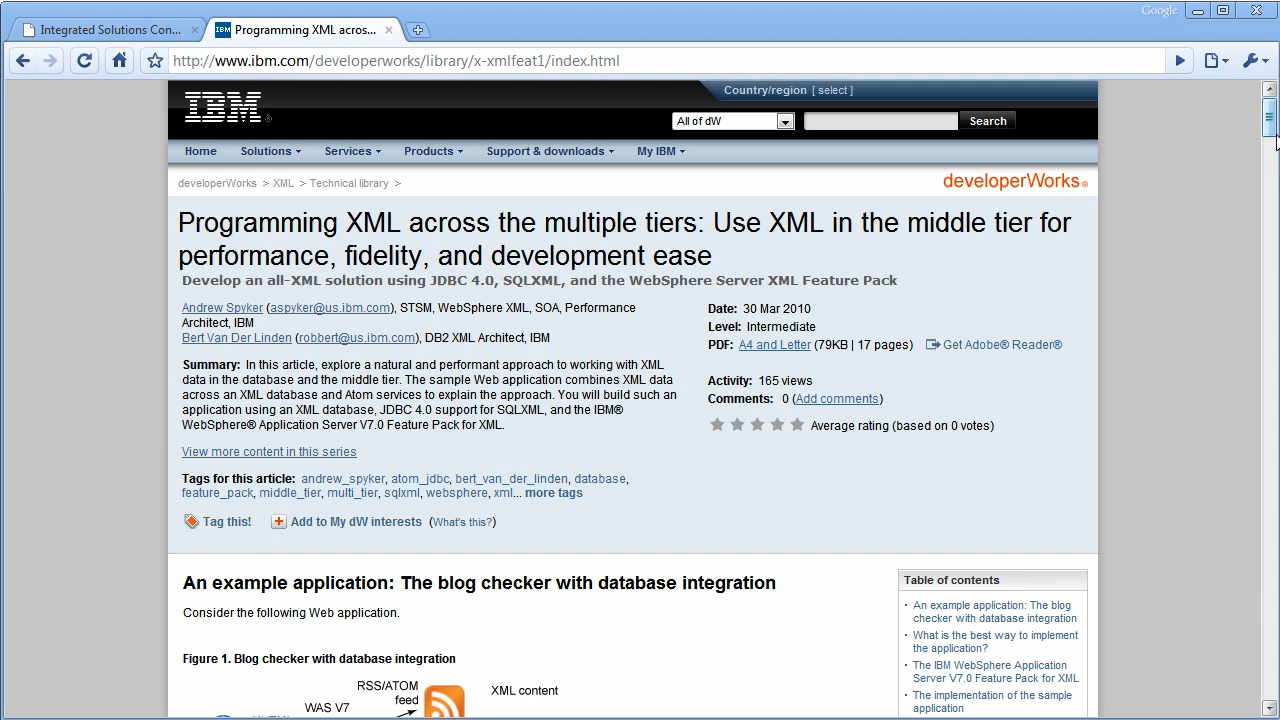 Google
Integrated Solutions Con...
IBM Programming XML acros...
http://www.ibm.com/developerworks/library/x-xmlfeat1/index.html
IBM®
Country/region [ select ]
All of dW
Search
Home Solutions Services Products Support & downloads My IBM
developerWorks > XML > Technical library >
developerWorks®
Programming XML across the multiple tiers: Use XML in the middle tier for
performance, fidelity, and development ease
Develop an all-XML solution using JDBC 4.0, SQLXML, and the WebSphere Server XML Feature Pack
Andrew Spyker (aspyker@us.ibm.com), STSM, WebSphere XML, SOA, Performance
Architect, IBM
Bert Van Der Linden (robbert@us.ibm.com), DB2 XML Architect, IBM
Summary: In this article, explore a natural and performant approach to working with XML
data in the database and the middle tier. The sample Web application combines XML data
across an XML database and Atom services to explain the approach. You will build such an
application using an XML database, JDBC 4.0 support for SQLXML, and the IBM®
WebSphere® Application Server V7.0 Feature Pack for XML.
View more content in this series
Tags for this article: andrew_spyker, atom_jdbc, bert_van_der_linden, database,
feature_pack, middle_tier, multi_tier, sqlxml, websphere, xml... more tags
Tag this! Add to My dW interests (What's this?)
Date: 30 Mar 2010
Level: Intermediate
PDF: A4 and Letter (79KB | 17 pages) Get Adobe® Reader®
Activity: 165 views
Comments: 0 (Add comments)
Average rating (based on 0 votes)
An example application: The blog checker with database integration
Consider the following Web application.
Figure 1. Blog checker with database integration
RSS/ATOM
feed
XML content
WAS V7
Table of contents
An example application: The blog
checker with database integration
What is the best way to implement
the application?
The IBM WebSphere Application
Server V7.0 Feature Pack for XML
The implementation of the sample
application